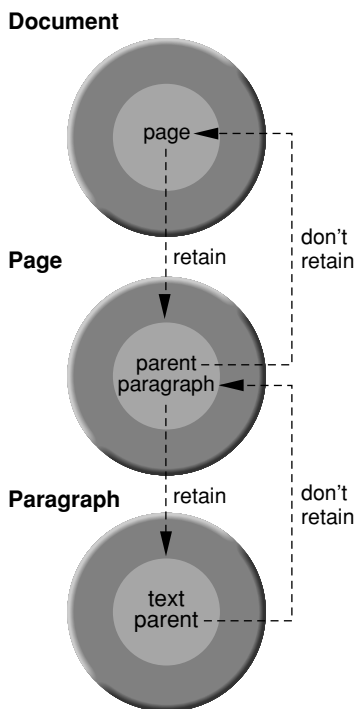 Document
page
don't
retain
retain
Page
parent
paragraph
retain
don't
retain
Paragraph
text
parent